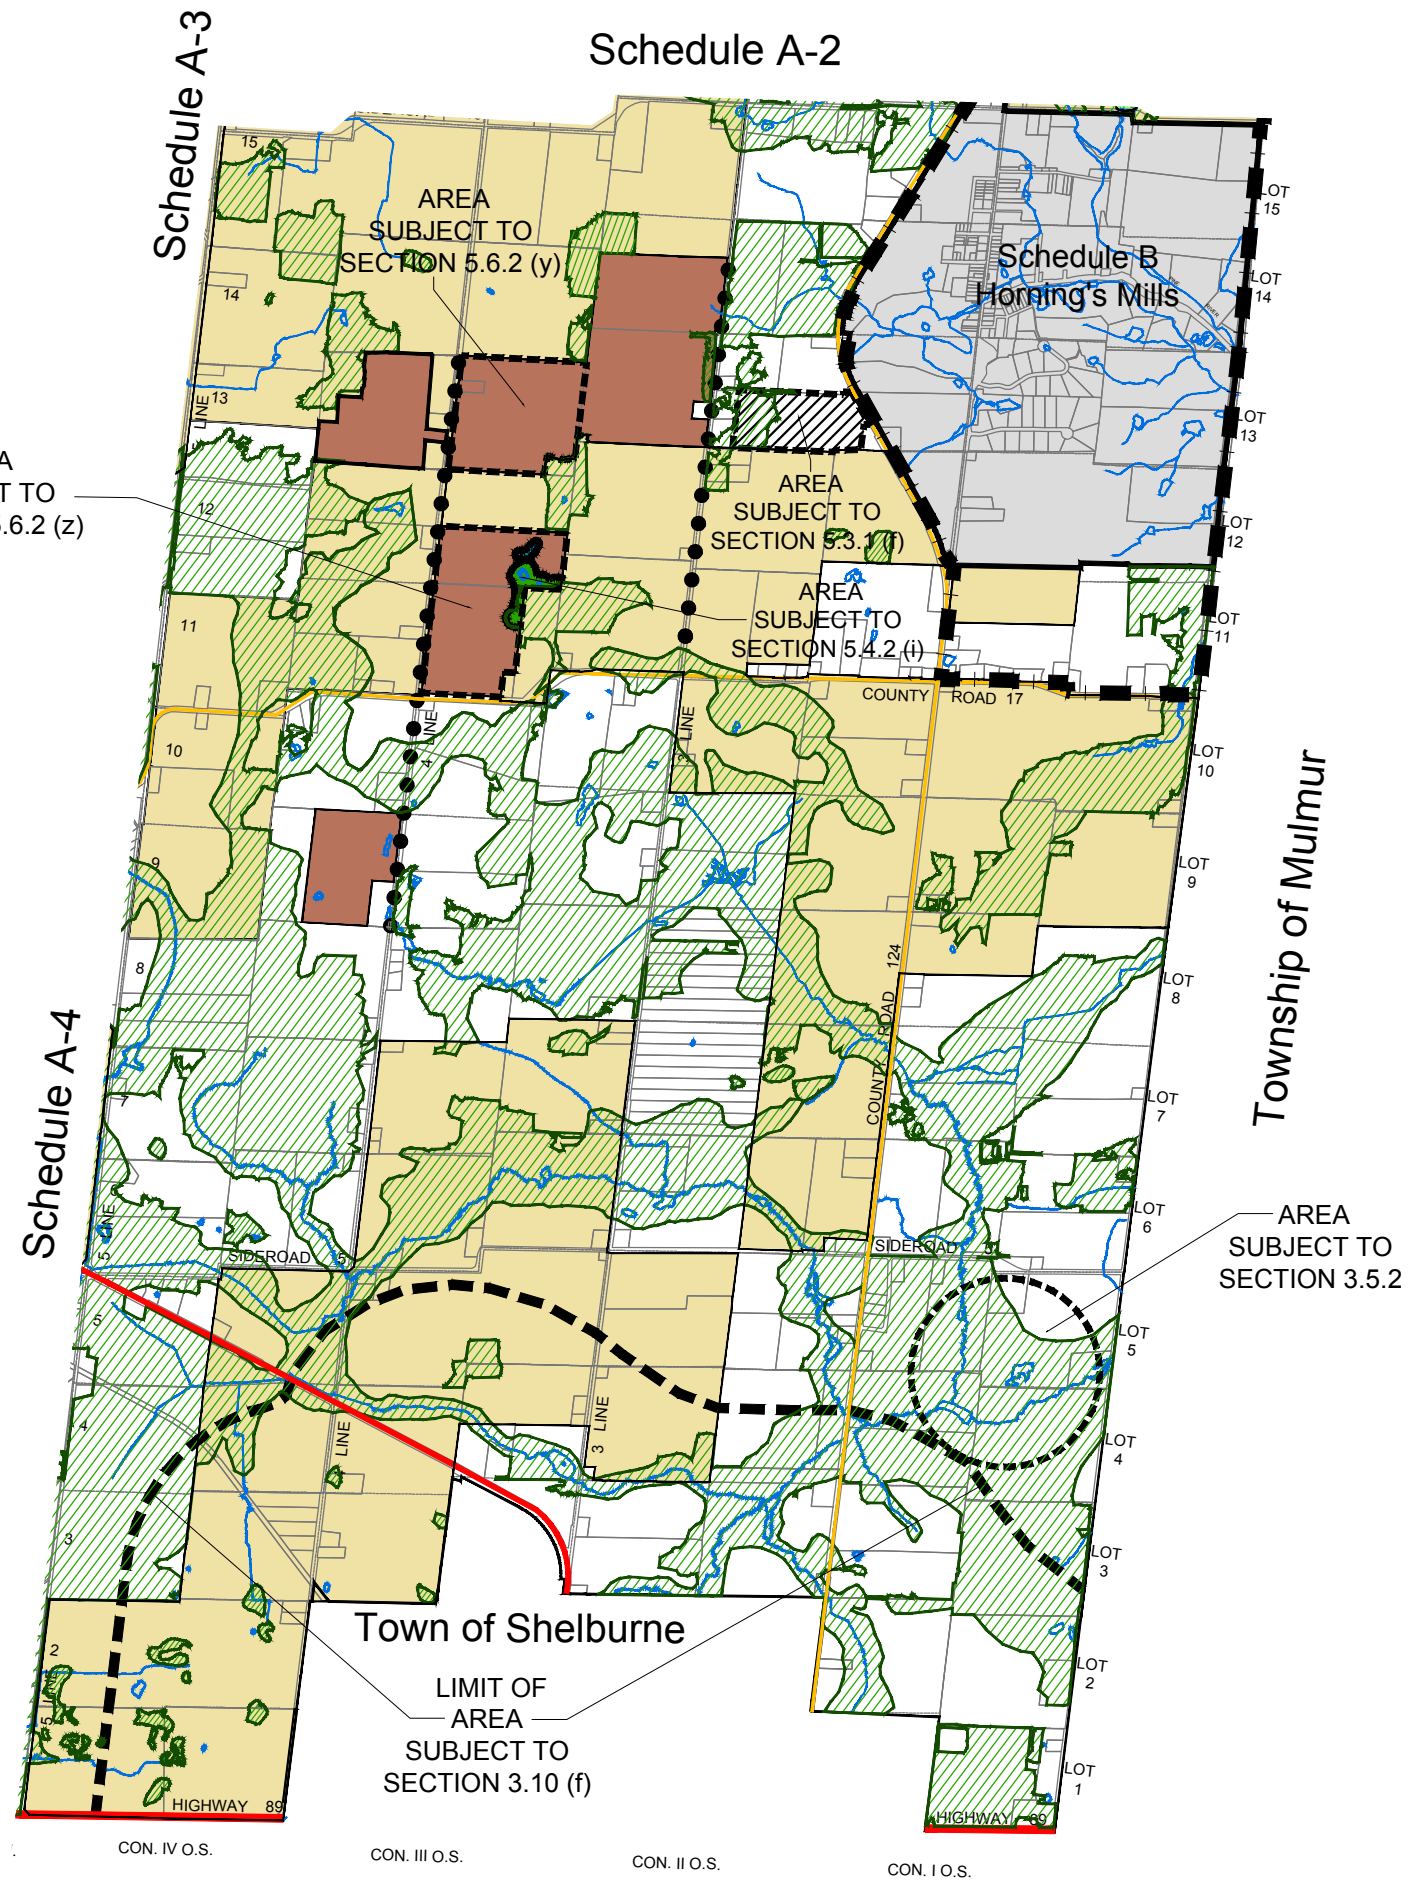 Schedule A-2
Schedule A-3
15
LOT
15
AREA
SUBJECT TO
SECTION 5.6.2 (y)
Schedule B
Horning's Mills
14
LOT
14
RIVER
LINE
13
LOT
13
A
T TO
5.6.2 (z)
12
AREA
SUBJECT TO
SECTION 5.3.1 (f)
LOT
12
AREA
SUBJECT TO
SECTION 5.4.2 (i)
11
LOT
11
COUNTY ROAD 17
4 LINE
LINE
10
LOT
10
Township of Mulmur
9
LOT
9
8
124
COUNTY ROAD
LOT
8
Schedule A-4
7
LOT
7
6
LOT
6
5 LINE
SIDEROAD 5
SIDEROAD
AREA
SUBJECT TO
SECTION 3.5.2
5
LOT
5
4
LINE
3 LINE
LOT
4
3
LOT
3
Town of Shelburne
2
LOT
2
5 LINE
LIMIT OF
AREA
SUBJECT TO
SECTION 3.10 (f)
LOT
1
HIGHWAY 89
HIGHWAY 89
CON. IV O.S.
CON. III O.S.
CON. II O.S.
CON. I O.S.